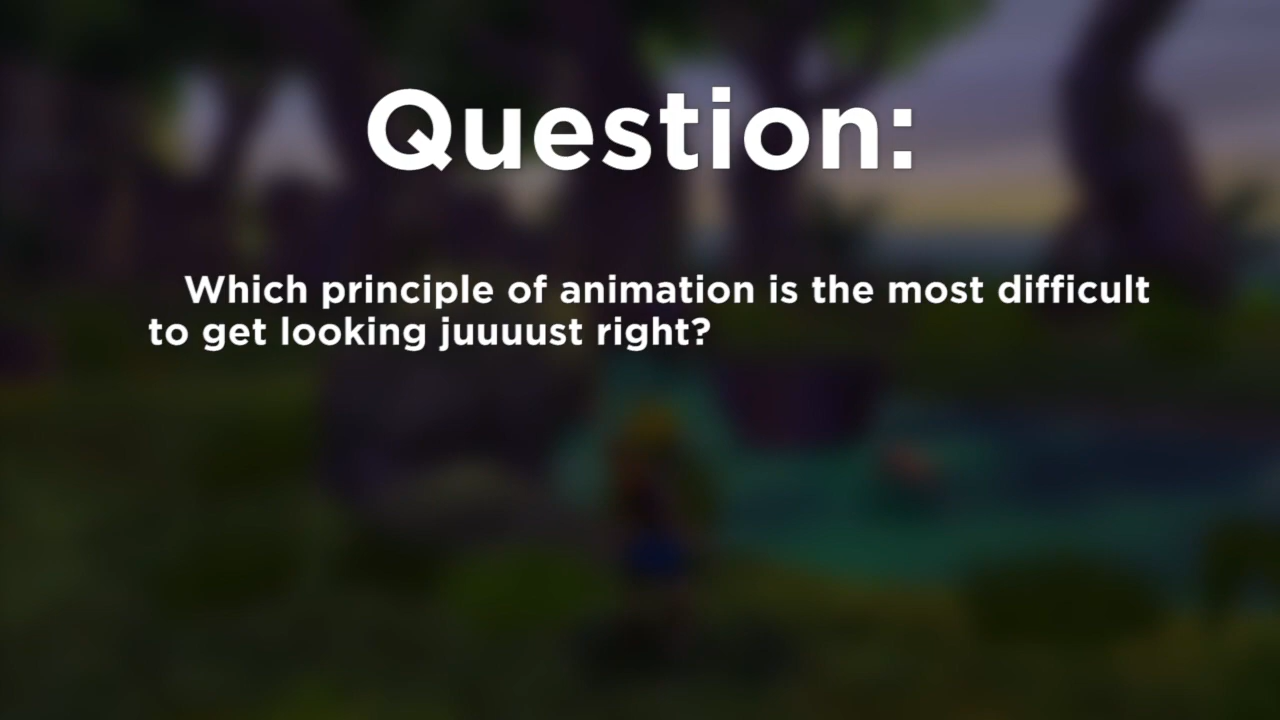 Question:
Which principle of animation is the most difficult
to get looking juuuust right?